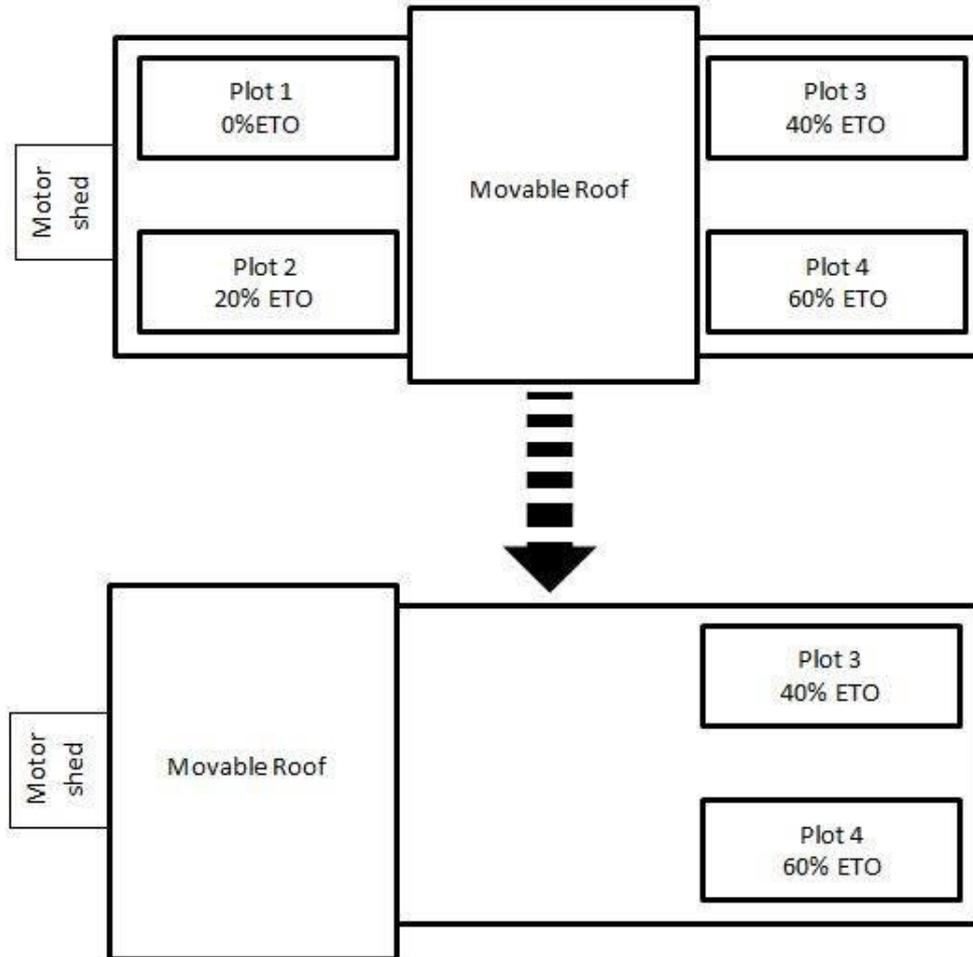 Plot 1
0%ETO
Plot 3
40% ETO
Motor
shed
Movable Roof
Plot 2
20% ETO
Plot 4
60% ETO
Plot 3
40% ETO
Motor
shed
Movable Roof
Plot 4
60% ETO